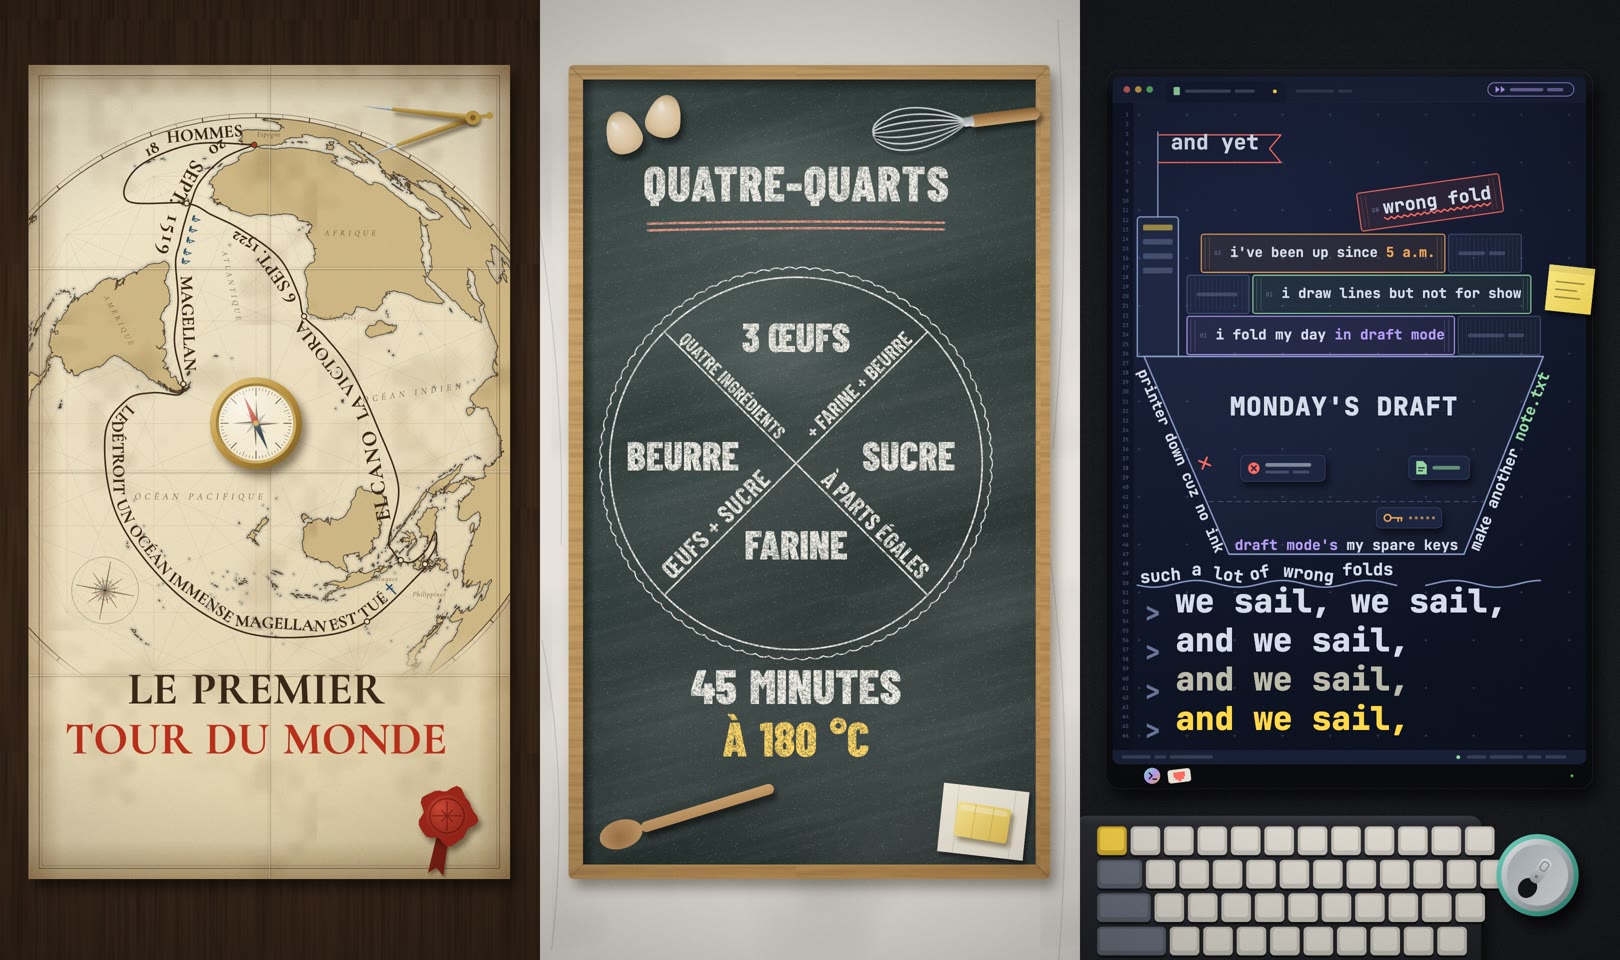 18 HOMMES
20 SEPT. 1519
MAGELLAN
LE DÉTROIT UN OCÉAN IMMENSE MAGELLAN EST TUÉ
EL CANO LA VICTORIA 6 SEPT. 1522
Espagne
AFRIQUE
ATLANTIQUE
AMÉRIQUE
OCÉAN INDIEN
OCÉAN PACIFIQUE
Philippines
LE PREMIER
TOUR DU MONDE
QUATRE-QUARTS
3 ŒUFS
QUATRE INGRÉDIENTS
+ FARINE + BEURRE
BEURRE
SUCRE
ŒUFS + SUCRE
À PARTS ÉGALES
FARINE
45 MINUTES
À 180 °C
and yet
wrong fold
i've been up since 5 a.m.
i draw lines but not for show
i fold my day in draft mode
MONDAY'S DRAFT
printer down cuz no ink
draft mode's my spare keys
make another note.txt
such a lot of wrong folds
> we sail, we sail,
> and we sail,
> and we sail,
> and we sail,